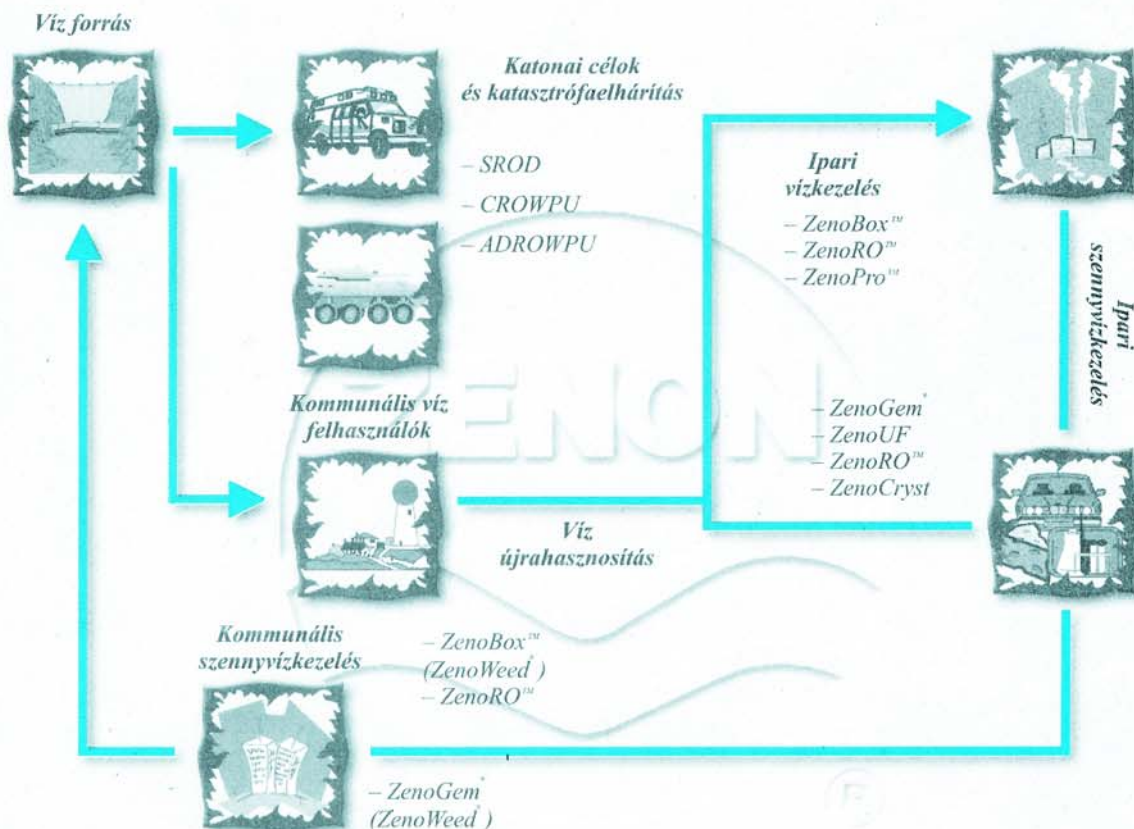 Víz forrás
Katonai célok
és katasztrófaelhárítás
– SROD
– CROWPU
– ADROWPU
Ipari
vízkezelés
– ZenoBox™
– ZenoRO™
– ZenoPro™
Ipari
szennyvízkezelés
ZENON
Kommunális víz
felhasználók
– ZenoGem®
– ZenoUF
– ZenoRO™
– ZenoCryst
Víz
újrahasznosítás
Kommunális
szennyvízkezelés
– ZenoBox™
(ZenoWeed®)
– ZenoRO™
– ZenoGem®
(ZenoWeed®)
®